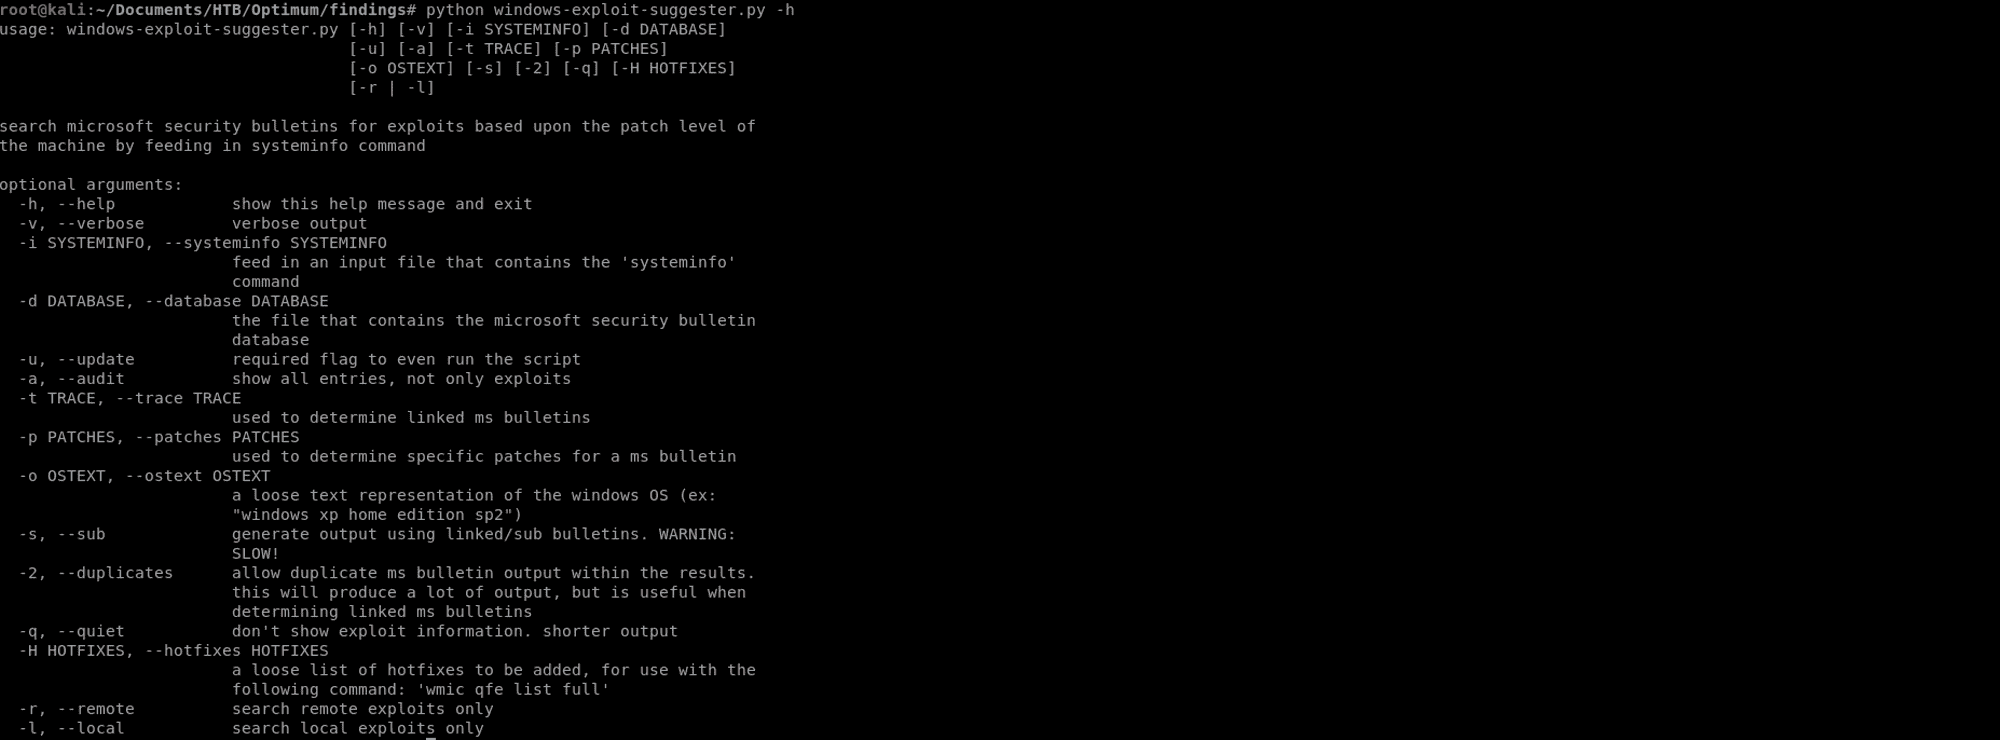 root@kali:~/Documents/HTB/Optimum/findings# python windows-exploit-suggester.py -h
usage: windows-exploit-suggester.py [-h] [-v] [-i SYSTEMINFO] [-d DATABASE]
                                    [-u] [-a] [-t TRACE] [-p PATCHES]
                                    [-o OSTEXT] [-s] [-2] [-q] [-H HOTFIXES]
                                    [-r | -l]

search microsoft security bulletins for exploits based upon the patch level of
the machine by feeding in systeminfo command

optional arguments:
  -h, --help            show this help message and exit
  -v, --verbose         verbose output
  -i SYSTEMINFO, --systeminfo SYSTEMINFO
                        feed in an input file that contains the 'systeminfo'
                        command
  -d DATABASE, --database DATABASE
                        the file that contains the microsoft security bulletin
                        database
  -u, --update          required flag to even run the script
  -a, --audit           show all entries, not only exploits
  -t TRACE, --trace TRACE
                        used to determine linked ms bulletins
  -p PATCHES, --patches PATCHES
                        used to determine specific patches for a ms bulletin
  -o OSTEXT, --ostext OSTEXT
                        a loose text representation of the windows OS (ex:
                        "windows xp home edition sp2")
  -s, --sub             generate output using linked/sub bulletins. WARNING:
                        SLOW!
  -2, --duplicates      allow duplicate ms bulletin output within the results.
                        this will produce a lot of output, but is useful when
                        determining linked ms bulletins
  -q, --quiet           don't show exploit information. shorter output
  -H HOTFIXES, --hotfixes HOTFIXES
                        a loose list of hotfixes to be added, for use with the
                        following command: 'wmic qfe list full'
  -r, --remote          search remote exploits only
  -l, --local           search local exploits only